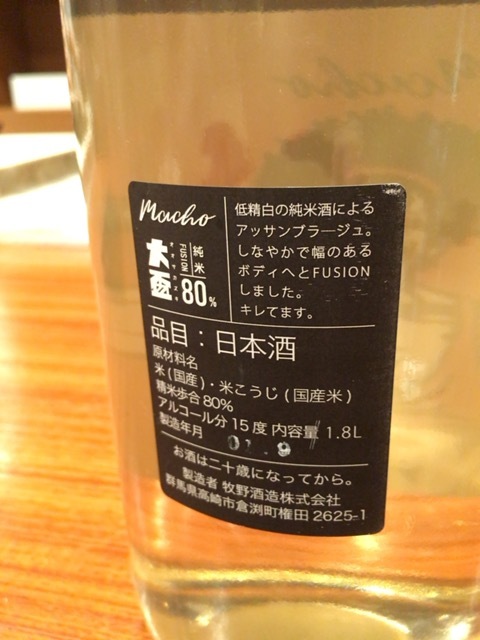 Macho
大盃
オオサカズキ
FUSION
純米
80%
低精白の純米酒による
アッサンブラージュ。
しなやかで幅のある
ボディへとFUSION
しました。
キレてます。
品目：日本酒
原材料名
米(国産)・米こうじ(国産米)
精米歩合80%
アルコール分15度 内容量 1.8L
製造年月
お酒は二十歳になってから。
製造者 牧野酒造株式会社
群馬県高崎市倉渕町権田2625-1